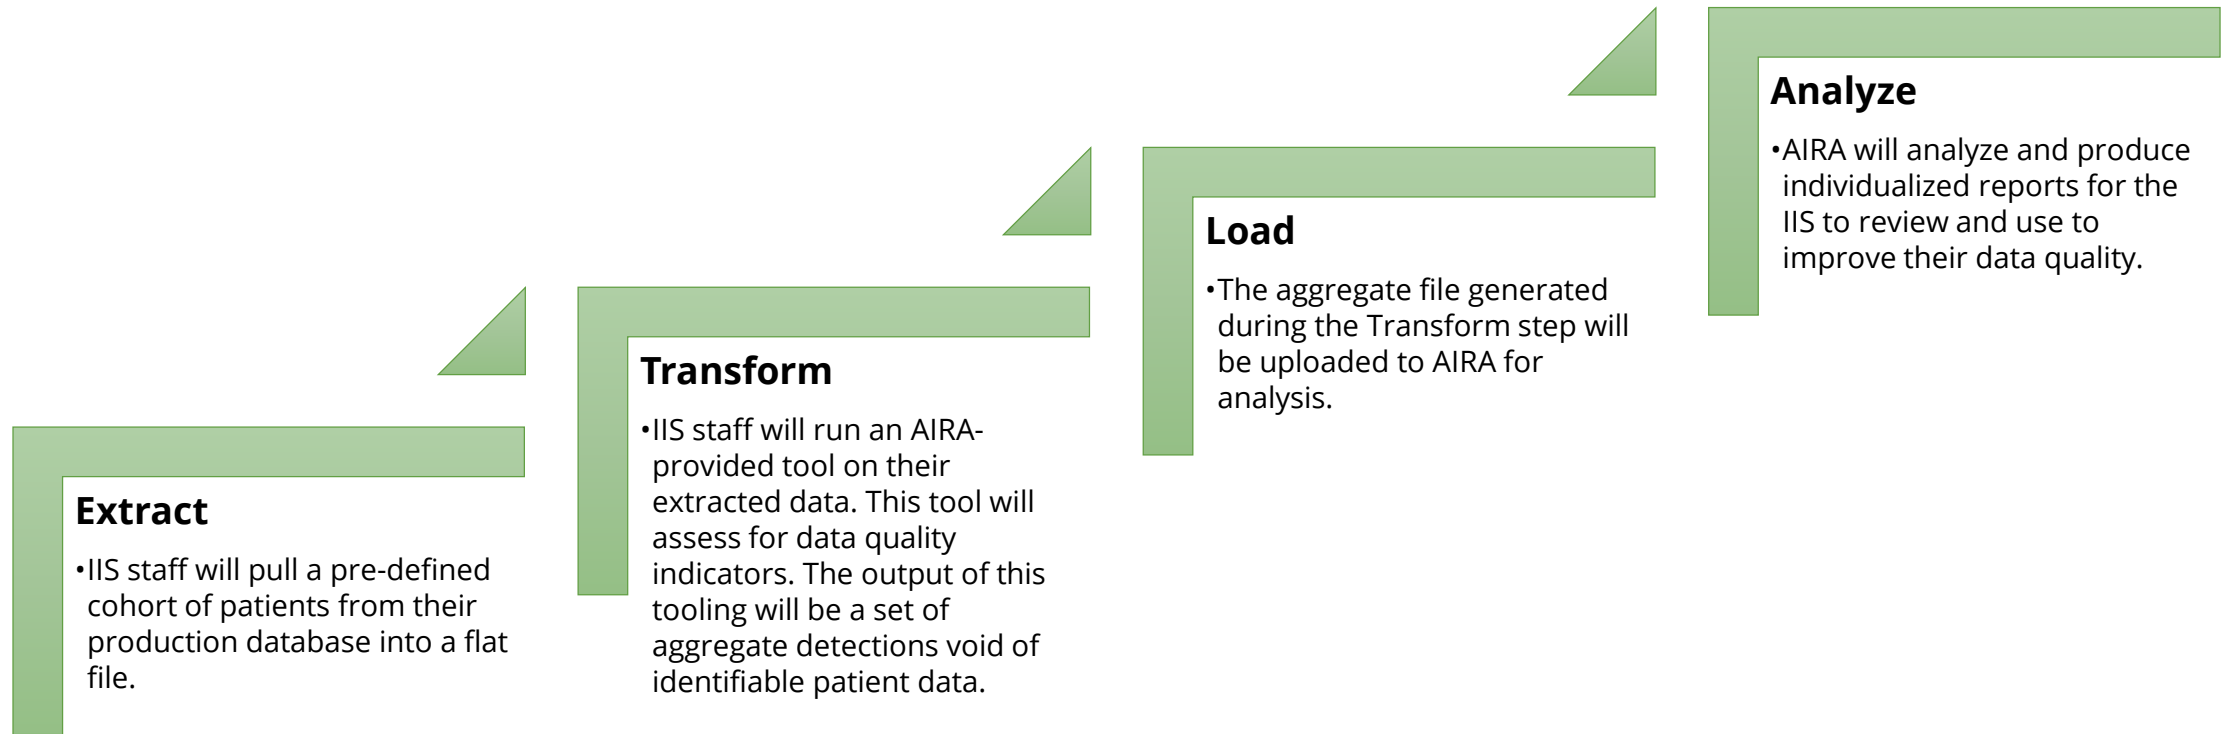 Extract
•IIS staff will pull a pre-defined
cohort of patients from their
production database into a flat
file.
Transform
•IIS staff will run an AIRA-
provided tool on their
extracted data. This tool will
assess for data quality
indicators. The output of this
tooling will be a set of
aggregate detections void of
identifiable patient data.
Load
•The aggregate file generated
during the Transform step will
be uploaded to AIRA for
analysis.
Analyze
•AIRA will analyze and produce
individualized reports for the
IIS to review and use to
improve their data quality.